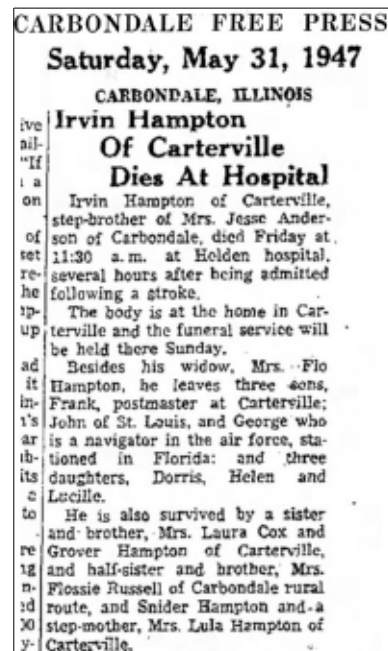 CARBONDALE FREE PRESS
Saturday, May 31, 1947
CARBONDALE, ILLINOIS
Irvin Hampton
Of Carterville
Dies At Hospital
Irvin Hampton of Carterville,
step-brother of Mrs. Jesse Ander-
son of Carbondale, died Friday at
11:30 a. m. at Holden hospital,
several hours after being admitted
following a stroke.
The body is at the home in Car-
terville and the funeral service will
be held there Sunday.
Besides his widow, Mrs. Flo
Hampton, he leaves three sons,
Frank, postmaster at Carterville;
John of St. Louis, and George who
is a navigator in the air force, sta-
tioned in Florida: and three
daughters, Dorris, Helen and
Lucille.
He is also survived by a sister
and brother, Mrs. Laura Cox and
Grover Hampton of Carterville,
and half-sister and brother, Mrs.
Flossie Russell of Carbondale rural
route, and Snider Hampton and a
step-mother, Mrs. Lula Hampton of
Carterville.